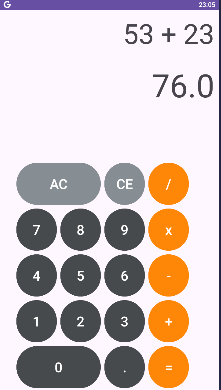 G 23:05
53 + 23
76.0
AC CE /
7 8 9 x
4 5 6 -
1 2 3 +
0 . =